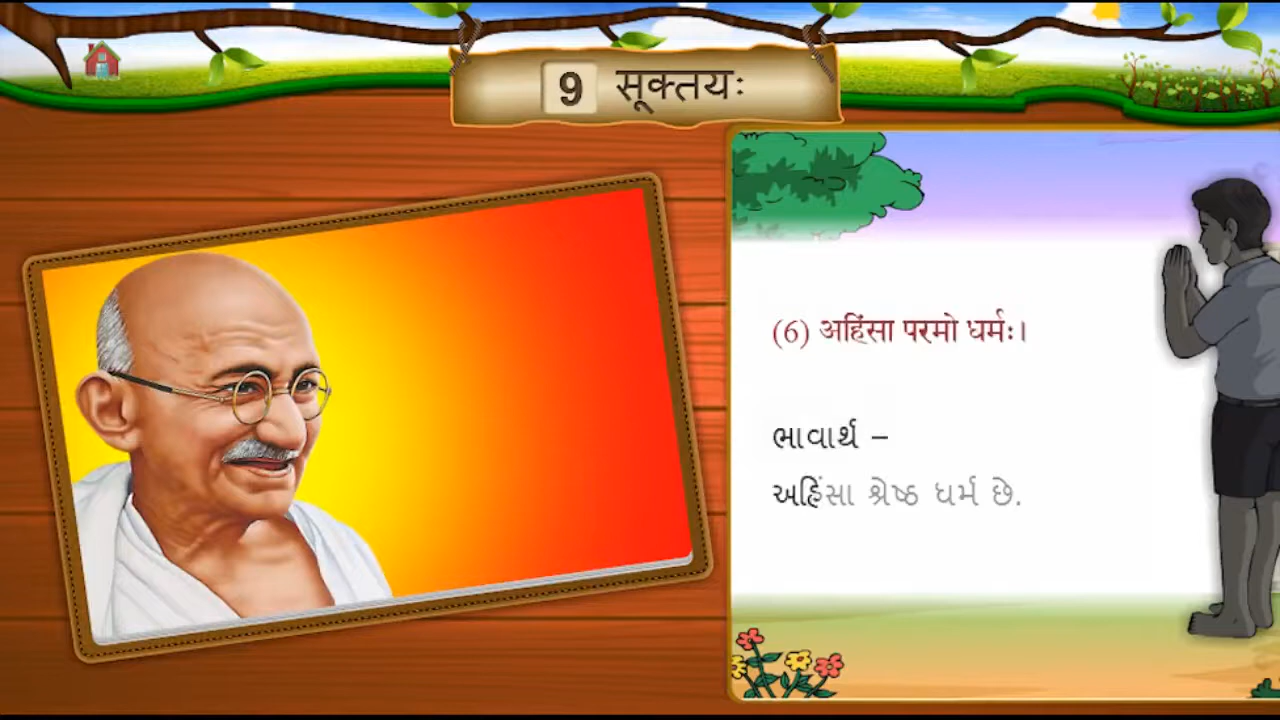 9 सूक्तयः
(6) अहिंसा परमो धर्मः।
ભાવાર્થ –
અહિંસા શ્રેષ્ઠ ધર્મ છે.